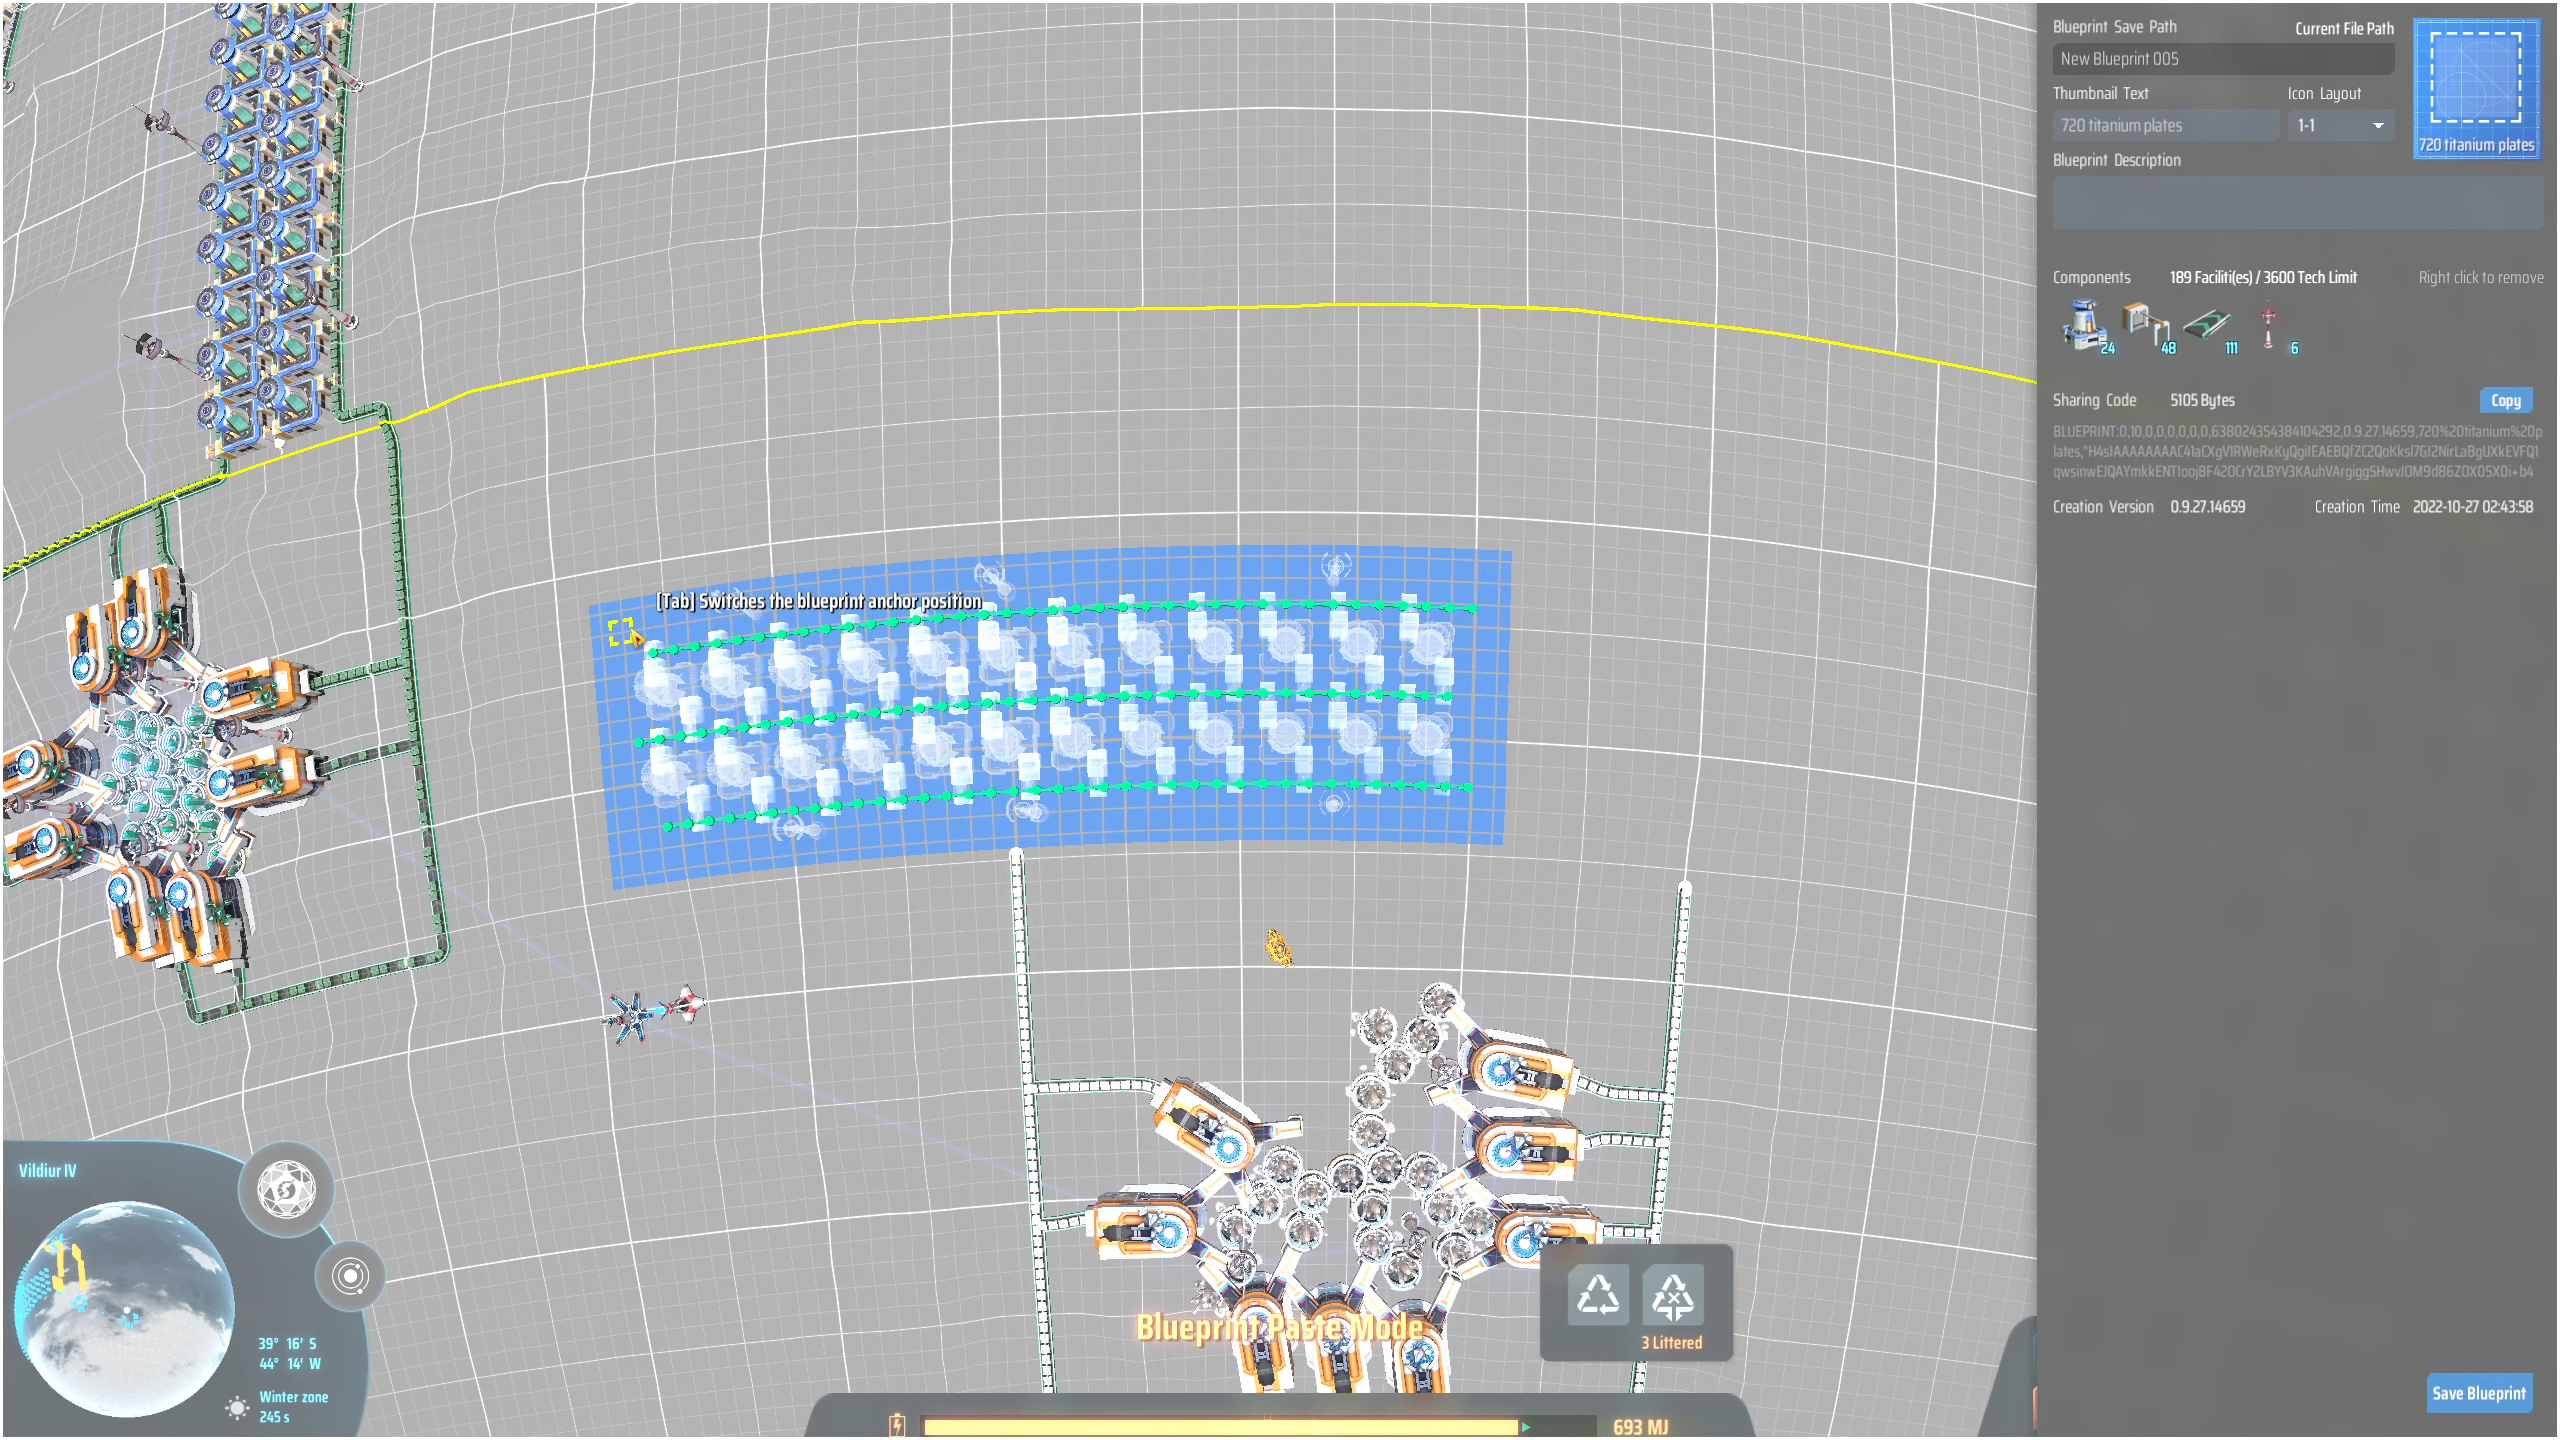 Blueprint Save Path
Current File Path
New Blueprint 005
Thumbnail Text
Icon Layout
720 titanium plates
1-1
720 titanium plates
Blueprint Description
Components
189 Faciliti(es) / 3600 Tech Limit
Right click to remove
24
48
111
6
Sharing Code
5105 Bytes
Copy
Creation Version
0.9.27.14659
Creation Time
2022-10-27 02:43:58
[Tab] Switches the blueprint anchor position
Vildiur IV
39° 16′ S
44° 14′ W
Winter zone
245 s
Blueprint Paste Mode
3 Littered
693 MJ
Save Blueprint